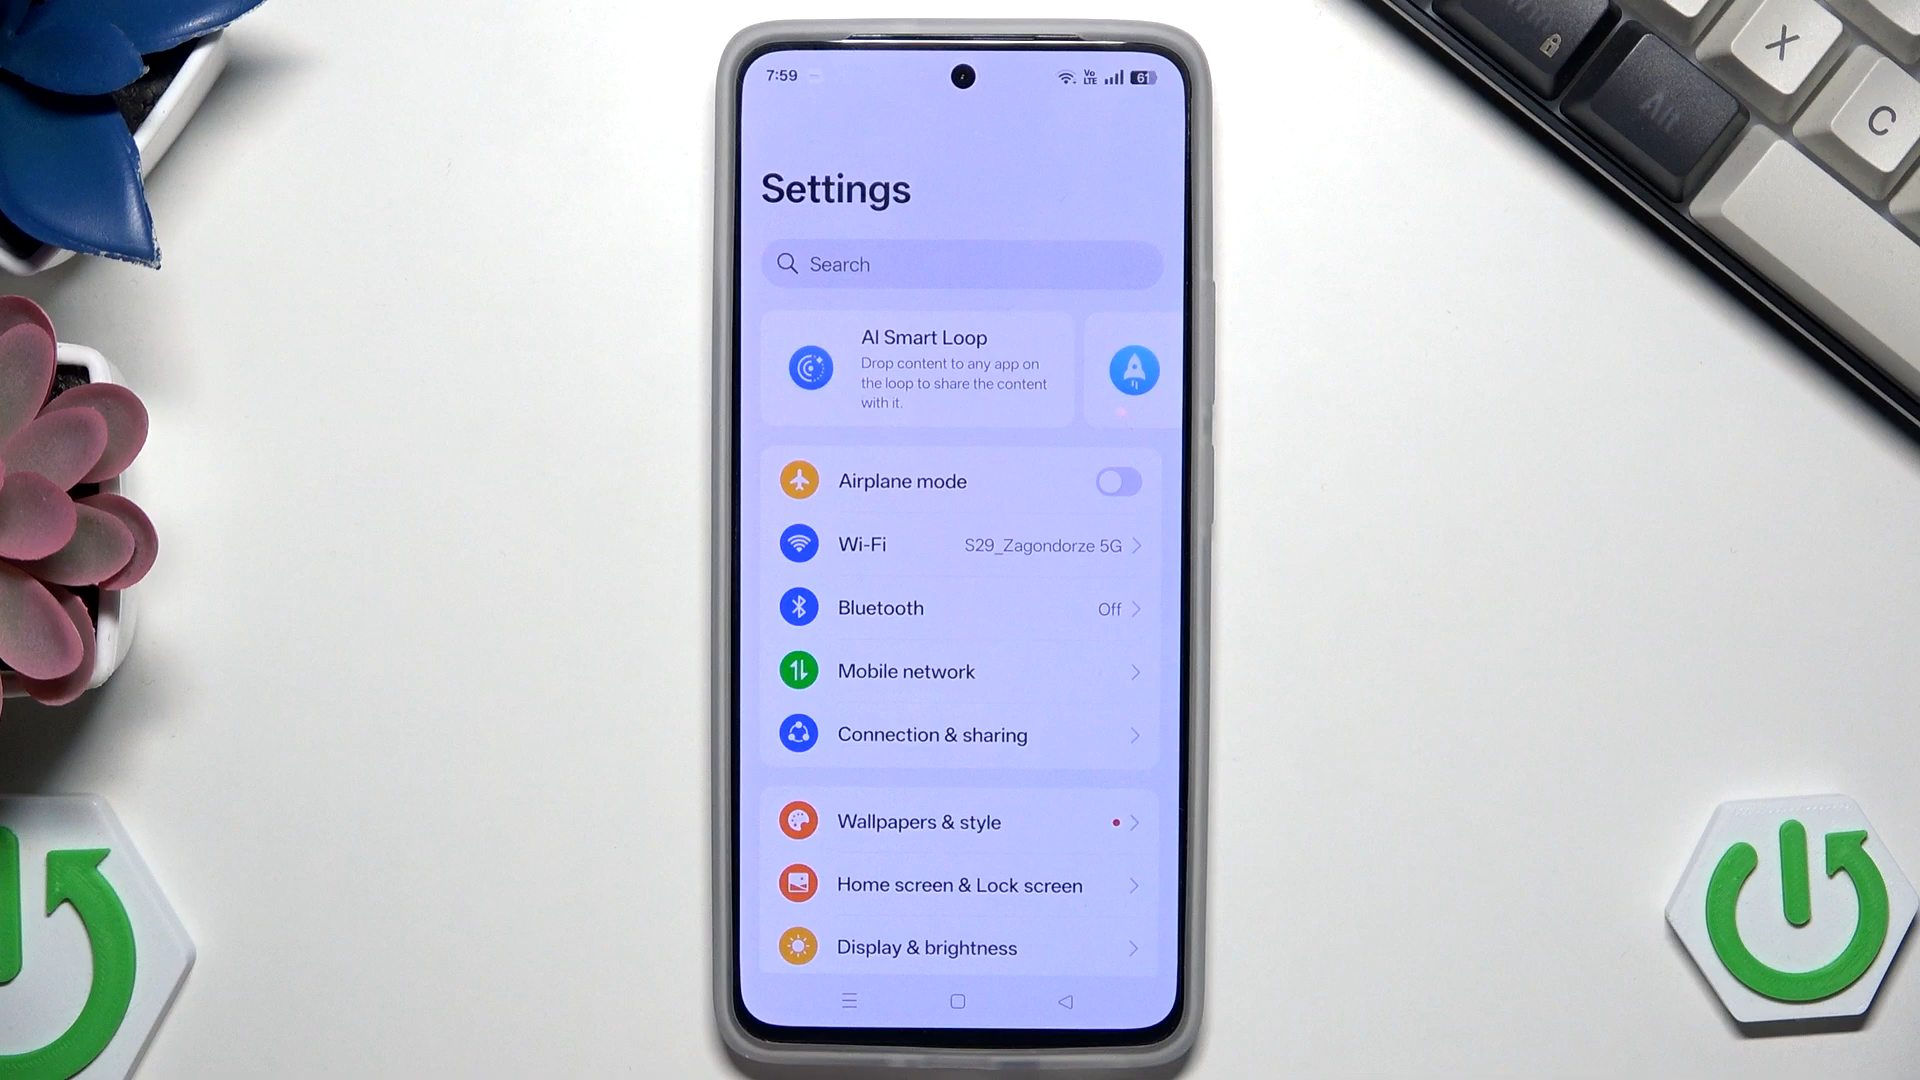 7:59
Vo
LTE
61
Settings
Search
AI Smart Loop
Drop content to any app on
the loop to share the content
with it.
Airplane mode
Wi-Fi S29_Zagondorze 5G
Bluetooth Off
Mobile network
Connection & sharing
Wallpapers & style
Home screen & Lock screen
Display & brightness
X
Alt
C